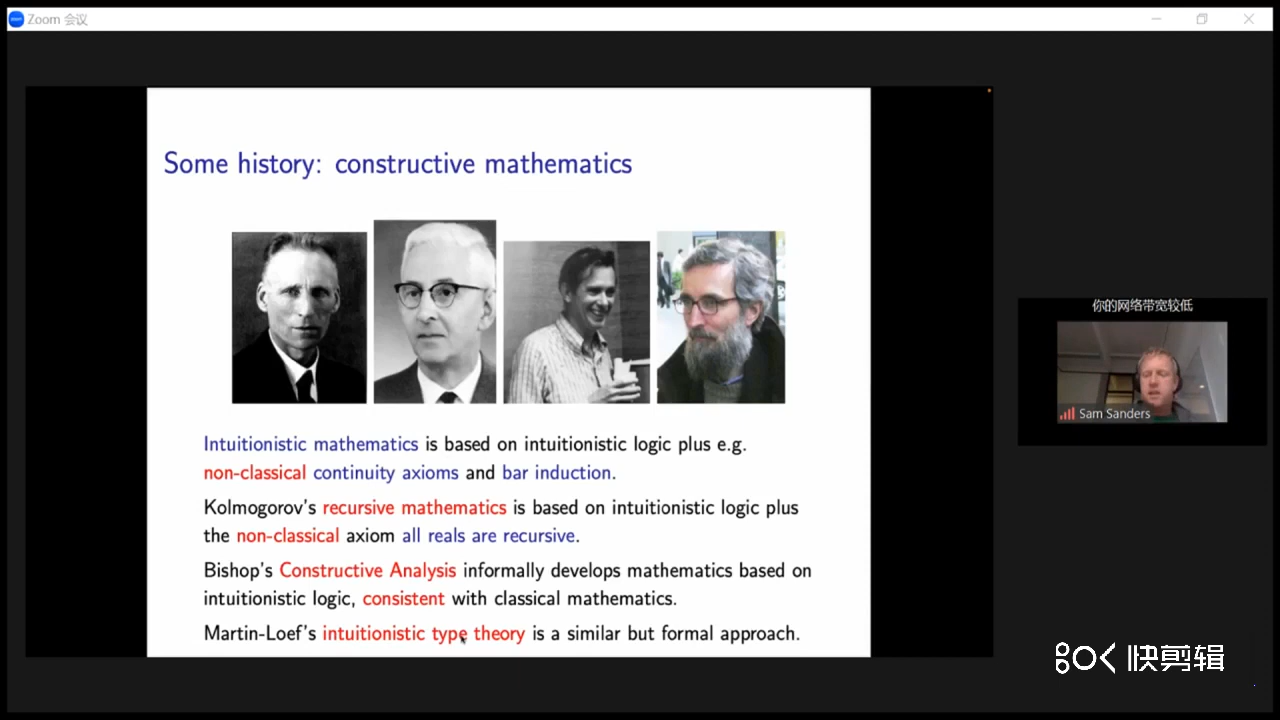 Zoom 会议
Some history: constructive mathematics
Intuitionistic mathematics is based on intuitionistic logic plus e.g.
non-classical continuity axioms and bar induction.
Kolmogorov's recursive mathematics is based on intuitionistic logic plus
the non-classical axiom all reals are recursive.
Bishop's Constructive Analysis informally develops mathematics based on
intuitionistic logic, consistent with classical mathematics.
Martin-Loef's intuitionistic type theory is a similar but formal approach.
你的网络带宽较低
Sam Sanders
快剪辑